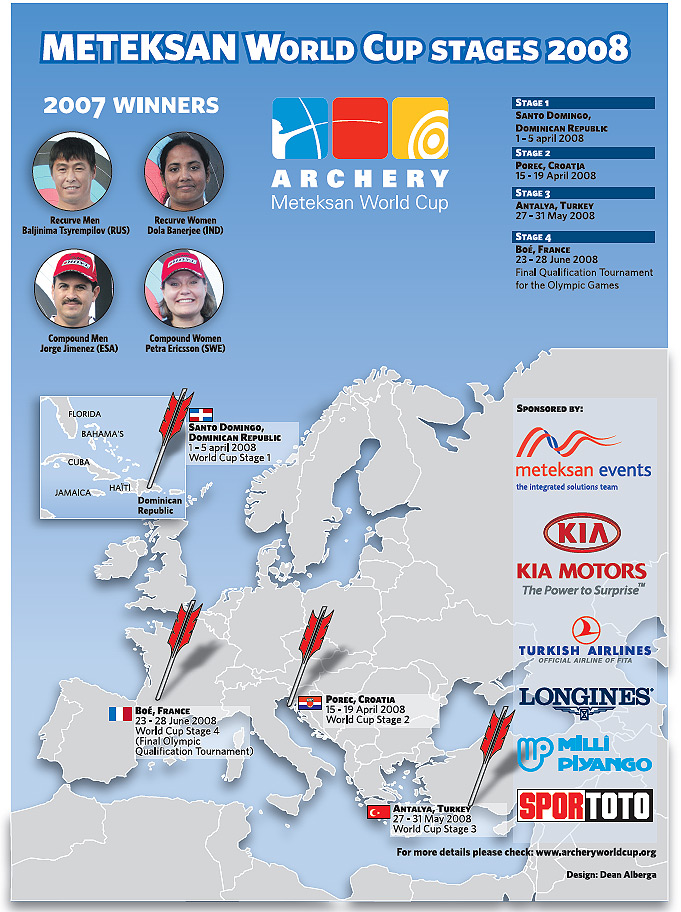 METEKSAN WORLD CUP STAGES 2008
2007 WINNERS
Recurve Men
Baljinima Tsyrempilov (RUS)
Recurve Women
Dola Banerjee (IND)
Compound Men
Jorge Jimenez (ESA)
Compound Women
Petra Ericsson (SWE)
ARCHERY
Meteksan World Cup
STAGE 1
SANTO DOMINGO,
DOMINICAN REPUBLIC
1 - 5 april 2008
STAGE 2
POREC, CROATIA
15 - 19 April 2008
STAGE 3
ANTALYA, TURKEY
27 - 31 May 2008
STAGE 4
BOÉ, FRANCE
23 - 28 June 2008
Final Qualification Tournament
for the Olympic Games
FLORIDA
BAHAMA'S
CUBA
JAMAICA
HAÏTI
Dominican
Republic
SANTO DOMINGO,
DOMINICAN REPUBLIC
1 - 5 april 2008
World Cup Stage 1
BOÉ, FRANCE
23 - 28 June 2008
World Cup Stage 4
(Final Olympic
Qualification Tournament)
POREC, CROATIA
15 - 19 April 2008
World Cup Stage 2
ANTALYA, TURKEY
27 - 31 May 2008
World Cup Stage 3
SPONSORED BY:
meteksan events
the integrated solutions team
KIA
KIA MOTORS
The Power to Surprise™
TURKISH AIRLINES
OFFICIAL AIRLINE OF FITA
LONGINES
MİLLİ
PİYANGO
SPORTOTO
For more details please check: www.archeryworldcup.org
Design: Dean Alberga